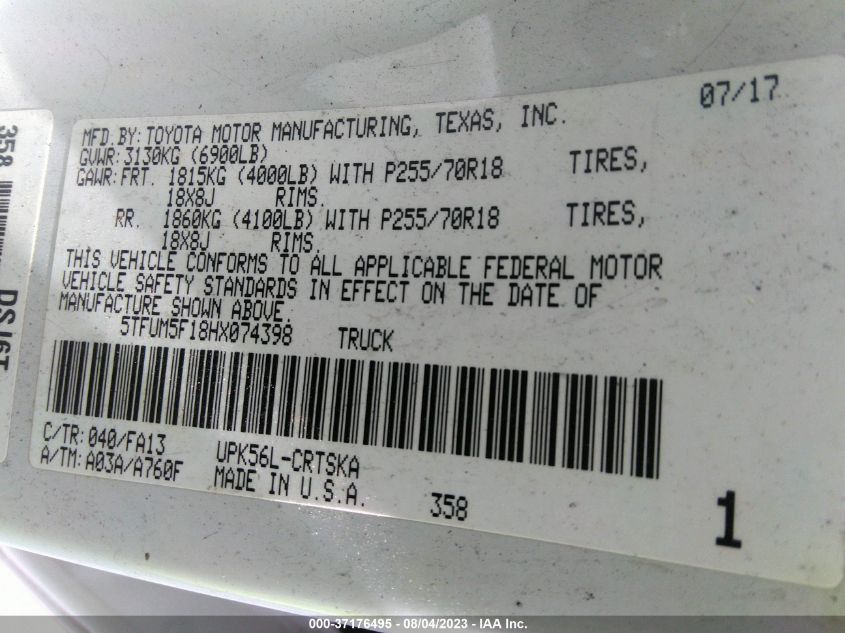 07/17
MFD.BY:TOYOTA MOTOR MANUFACTURING, TEXAS, INC.
GVWR:3130KG (6900LB)
GAWR:FRT. 1815KG (4000LB) WITH P255/70R18 TIRES,
18X8J RIMS.
RR. 1860KG (4100LB) WITH P255/70R18 TIRES,
18X8J RIMS.
THIS VEHICLE CONFORMS TO ALL APPLICABLE FEDERAL MOTOR
VEHICLE SAFETY STANDARDS IN EFFECT ON THE DATE OF
MANUFACTURE SHOWN ABOVE.
5TFUM5F18HX074398 TRUCK
C/TR:040/FA13 UPK56L-CRTSKA
A/TM:A03A/A760F MADE IN U.S.A.
358
1
358
000-37176495 - 08/04/2023 - IAA Inc.